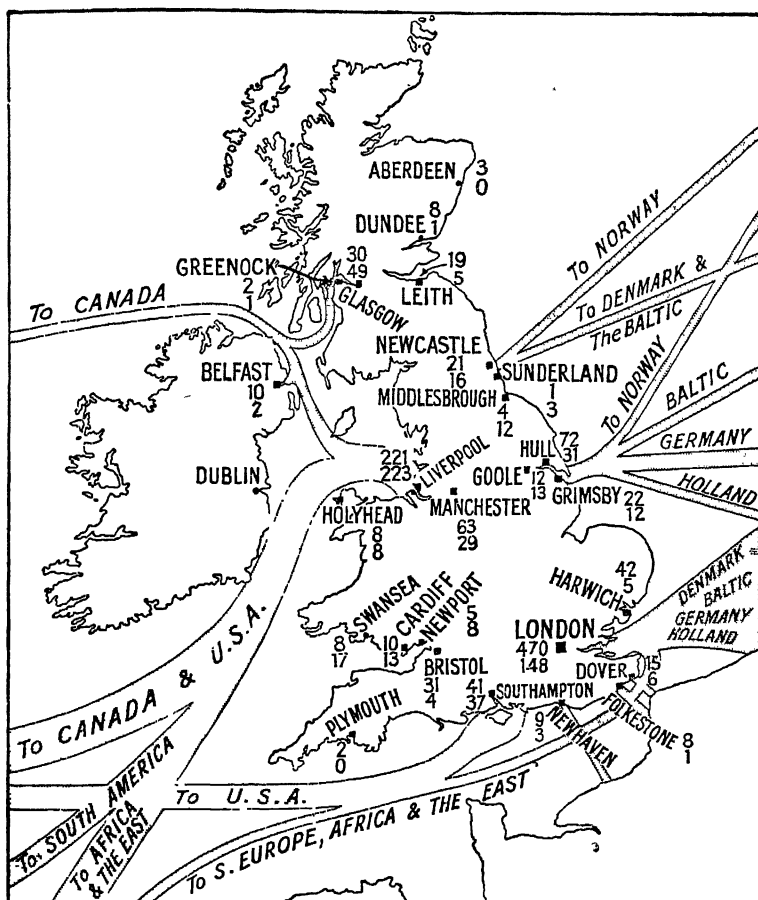 ABERDEEN 3
0
DUNDEE 8
1
To NORWAY
GREENOCK 2
1
30
49
GLASGOW
19
5
LEITH
To DENMARK &
The BALTIC
To CANADA
NEWCASTLE
21
16
SUNDERLAND
1
3
BELFAST
10
2
MIDDLESBROUGH
4
12
To NORWAY
BALTIC
GERMANY
HOLLAND
HULL 72
31
GOOLE 12
13
GRIMSBY 22
12
221
223
LIVERPOOL
DUBLIN
HOLYHEAD
8
8
MANCHESTER
63
29
42
5
HARWICH
DENMARK
BALTIC
GERMANY
HOLLAND
SWANSEA
8
17
CARDIFF
10
13
NEWPORT
5
8
LONDON
470
148
BRISTOL
31
4
DOVER 15
6
41
37
SOUTHAMPTON
FOLKESTONE 8
1
PLYMOUTH
2
0
9
3
NEWHAVEN
To CANADA & U.S.A.
To U.S.A.
To SOUTH AMERICA
To AFRICA
& THE EAST
To S. EUROPE, AFRICA & THE EAST